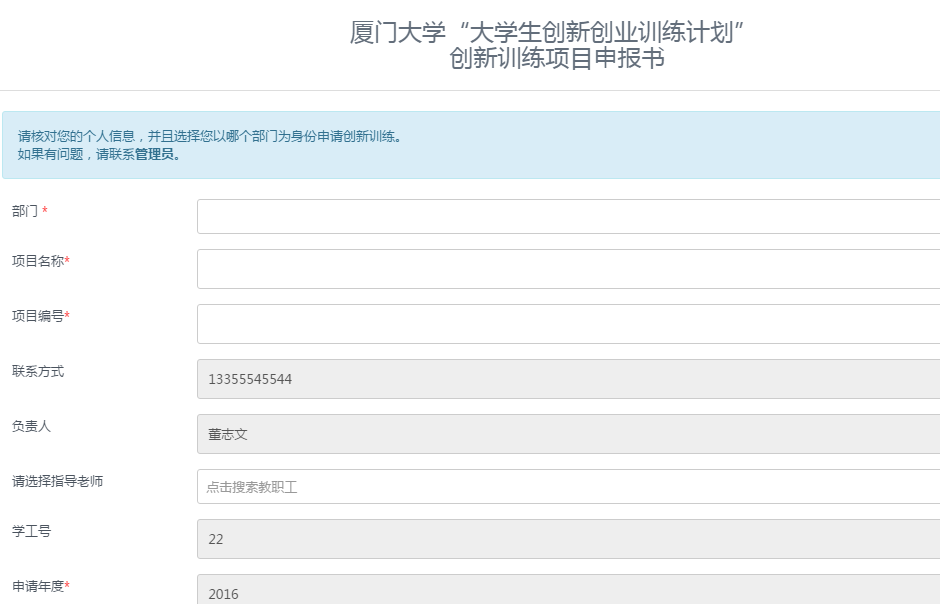 厦门大学“大学生创新创业训练计划”
创新训练项目申报书
请核对您的个人信息，并且选择您以哪个部门为身份申请创新训练。
如果有问题，请联系管理员。
部门 *
项目名称*
项目编号*
联系方式
13355545544
负责人
董志文
请选择指导老师
点击搜索教职工
学工号
22
申请年度*
2016